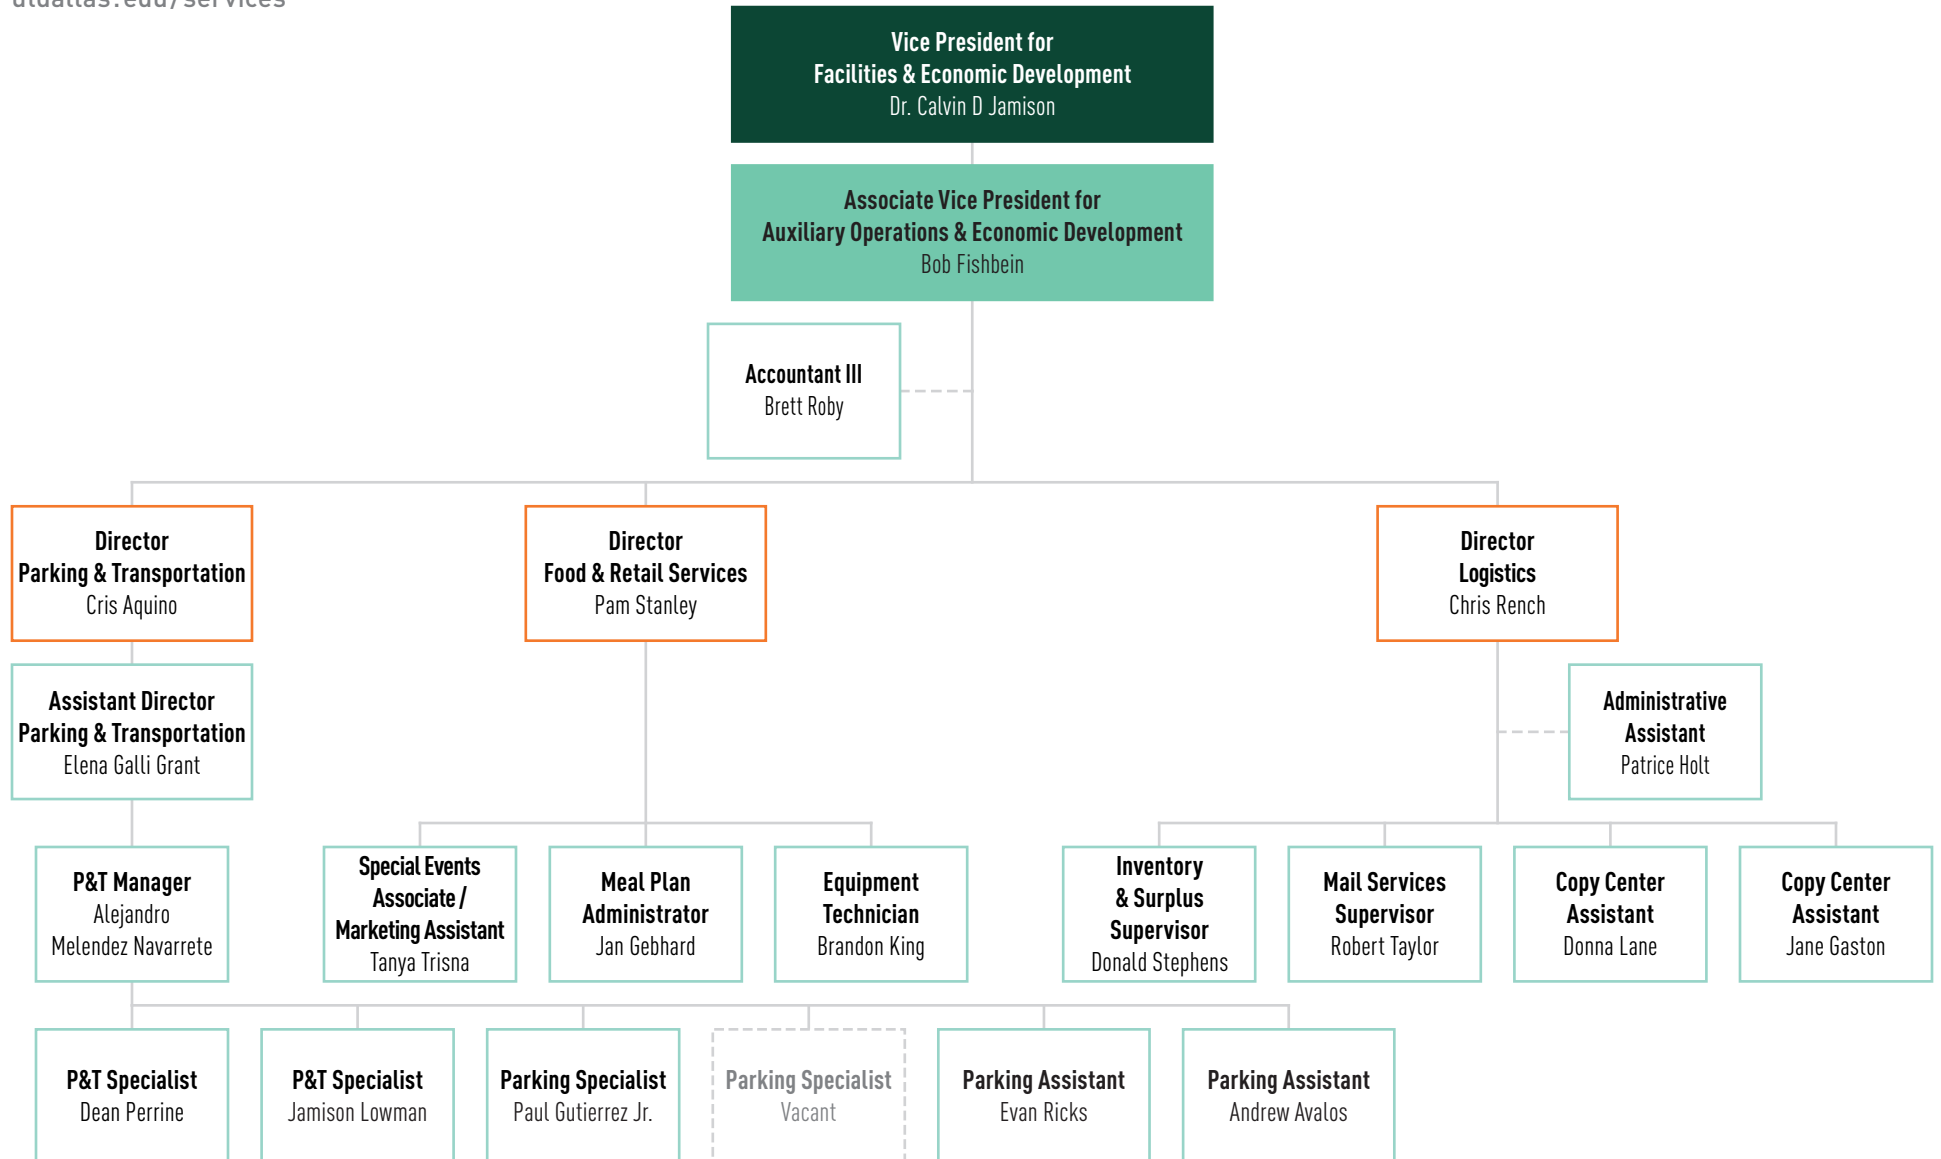 utdallas.edu/services
Vice President for
Facilities & Economic Development
Dr. Calvin D Jamison
Associate Vice President for
Auxiliary Operations & Economic Development
Bob Fishbein
Accountant III
Brett Roby
Director
Parking & Transportation
Cris Aquino
Director
Food & Retail Services
Pam Stanley
Director
Logistics
Chris Rench
Assistant Director
Parking & Transportation
Elena Galli Grant
Administrative
Assistant
Patrice Holt
P&T Manager
Alejandro
Melendez Navarrete
Special Events
Associate /
Marketing Assistant
Tanya Trisna
Meal Plan
Administrator
Jan Gebhard
Equipment
Technician
Brandon King
Inventory
& Surplus
Supervisor
Donald Stephens
Mail Services
Supervisor
Robert Taylor
Copy Center
Assistant
Donna Lane
Copy Center
Assistant
Jane Gaston
P&T Specialist
Dean Perrine
P&T Specialist
Jamison Lowman
Parking Specialist
Paul Gutierrez Jr.
Parking Specialist
Vacant
Parking Assistant
Evan Ricks
Parking Assistant
Andrew Avalos